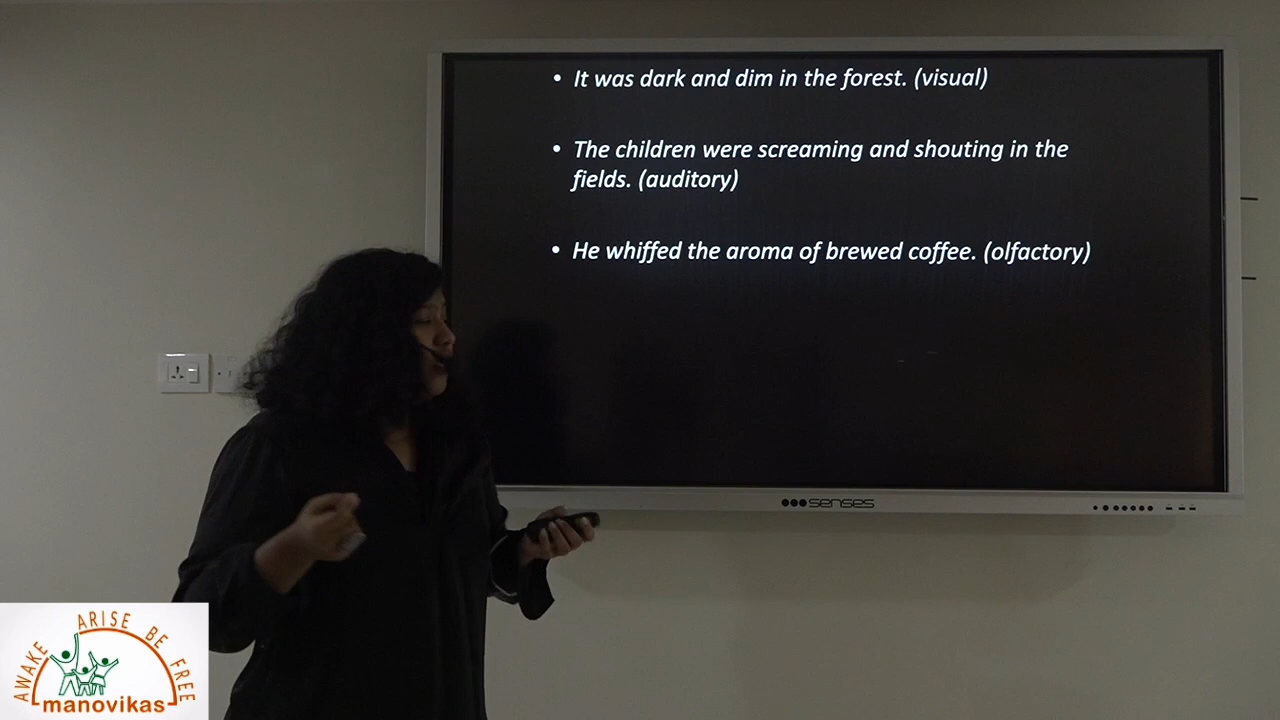 • It was dark and dim in the forest. (visual)
• The children were screaming and shouting in the
fields. (auditory)
• He whiffed the aroma of brewed coffee. (olfactory)
senses
AWAKE ARISE BE FREE
manovikas